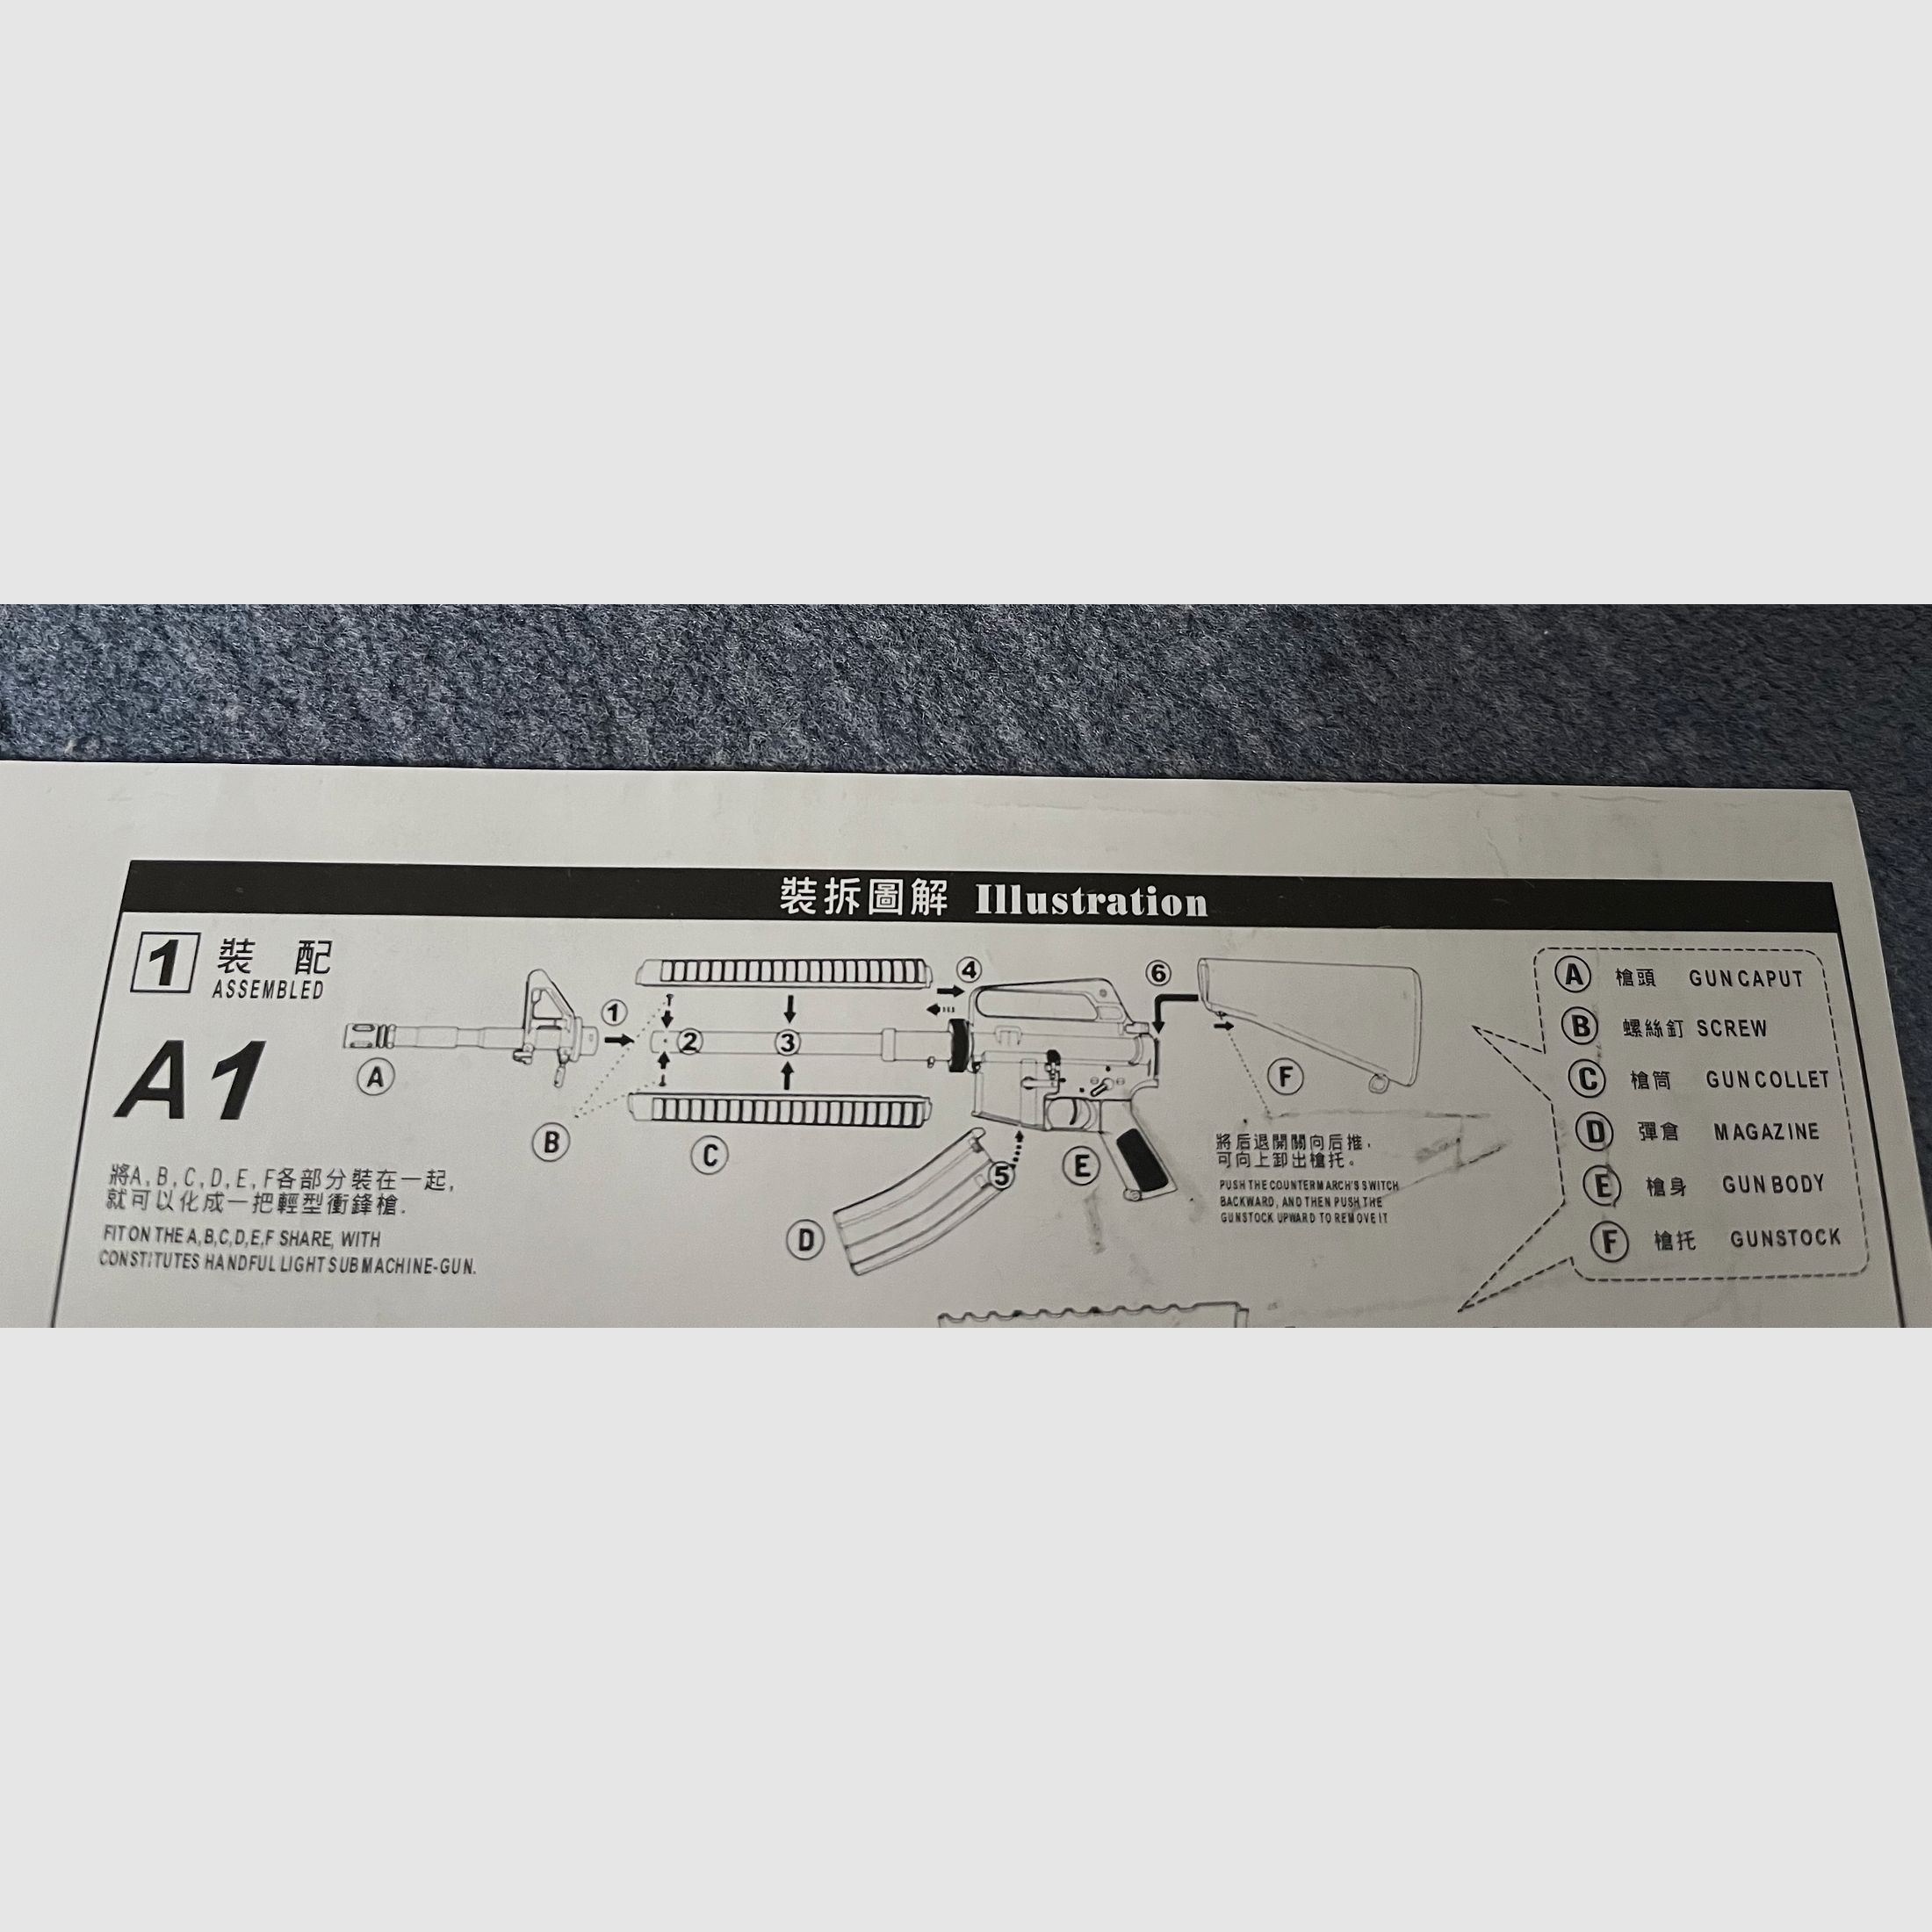 裝拆圖解 Illustration
1 裝 配
ASSEMBLED
A1
將A,B,C,D,E,F各部分裝在一起,
就可以化成一把輕型衝鋒槍.
FIT ON THE A,B,C,D,E,F SHARE, WITH
CONSTITUTES HANDFUL LIGHT SUBMACHINE-GUN.
A
1
B
2
3
C
4
D
5
E
6
F
將后退開關向后推,
可向上卸出槍托。
PUSH THE COUNTERMARCH'S SWITCH
BACKWARD, AND THEN PUSH THE
GUNSTOCK UPWARD TO REMOVE IT
A 槍頭 GUN CAPUT
B 螺絲釘 SCREW
C 槍筒 GUN COLLET
D 彈倉 MAGAZINE
E 槍身 GUN BODY
F 槍托 GUNSTOCK